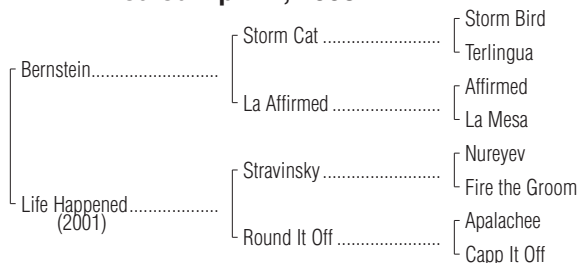 Storm Bird
Storm Cat
Terlingua
Bernstein
Affirmed
La Affirmed
La Mesa
Nureyev
Stravinsky
Fire the Groom
Life Happened
(2001)
Apalachee
Round It Off
Capp It Off